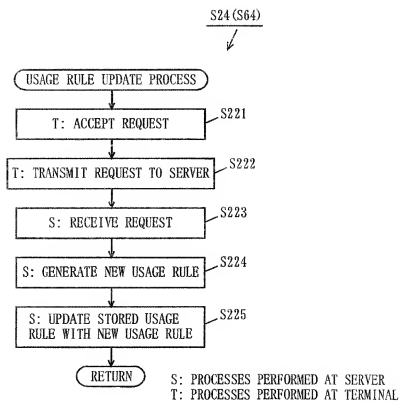 S24(S64)
USAGE RULE UPDATE PROCESS
T: ACCEPT REQUEST
S221
T: TRANSMIT REQUEST TO SERVER
S222
S: RECEIVE REQUEST
S223
S: GENERATE NEW USAGE RULE
S224
S: UPDATE STORED USAGE
RULE WITH NEW USAGE RULE
S225
RETURN
S: PROCESSES PERFORMED AT SERVER
T: PROCESSES PERFORMED AT TERMINAL